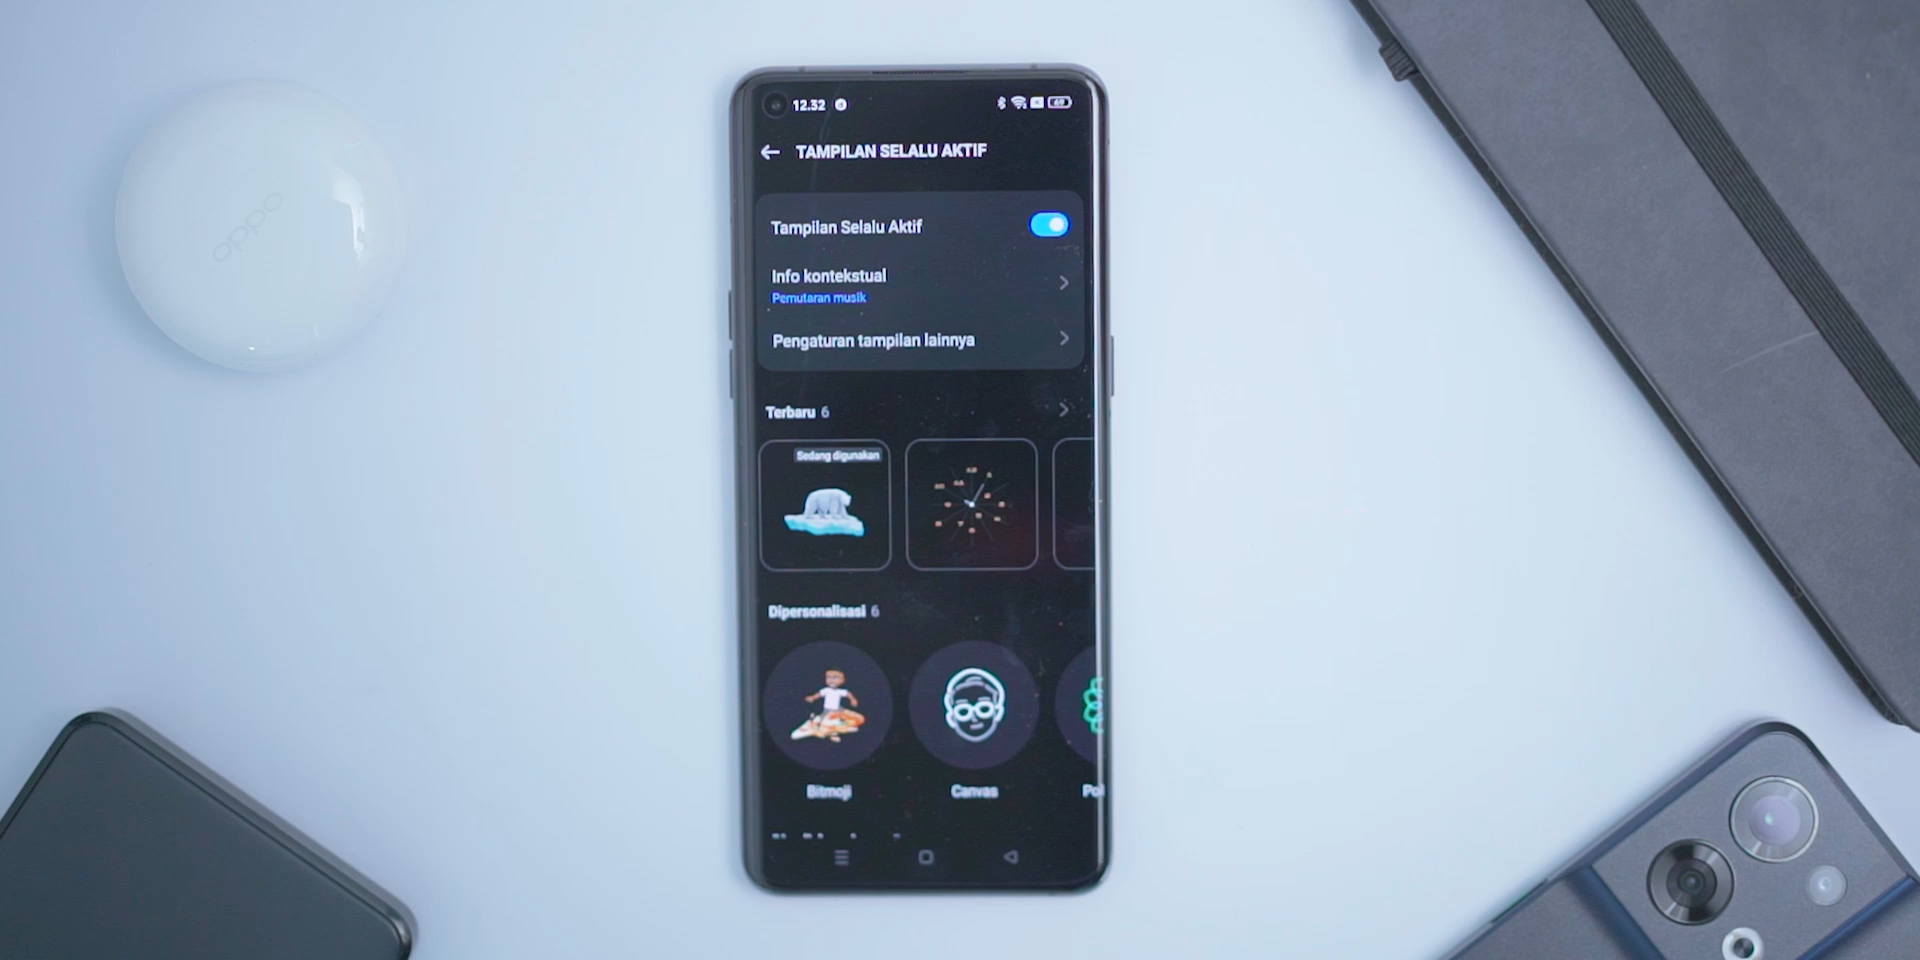 oppo
12.32
69
TAMPILAN SELALU AKTIF
Tampilan Selalu Aktif
Info kontekstual
Pemutaran musik
Pengaturan tampilan lainnya
Terbaru 6
Sedang digunakan
Dipersonalisasi 6
Bitmoji
Canvas